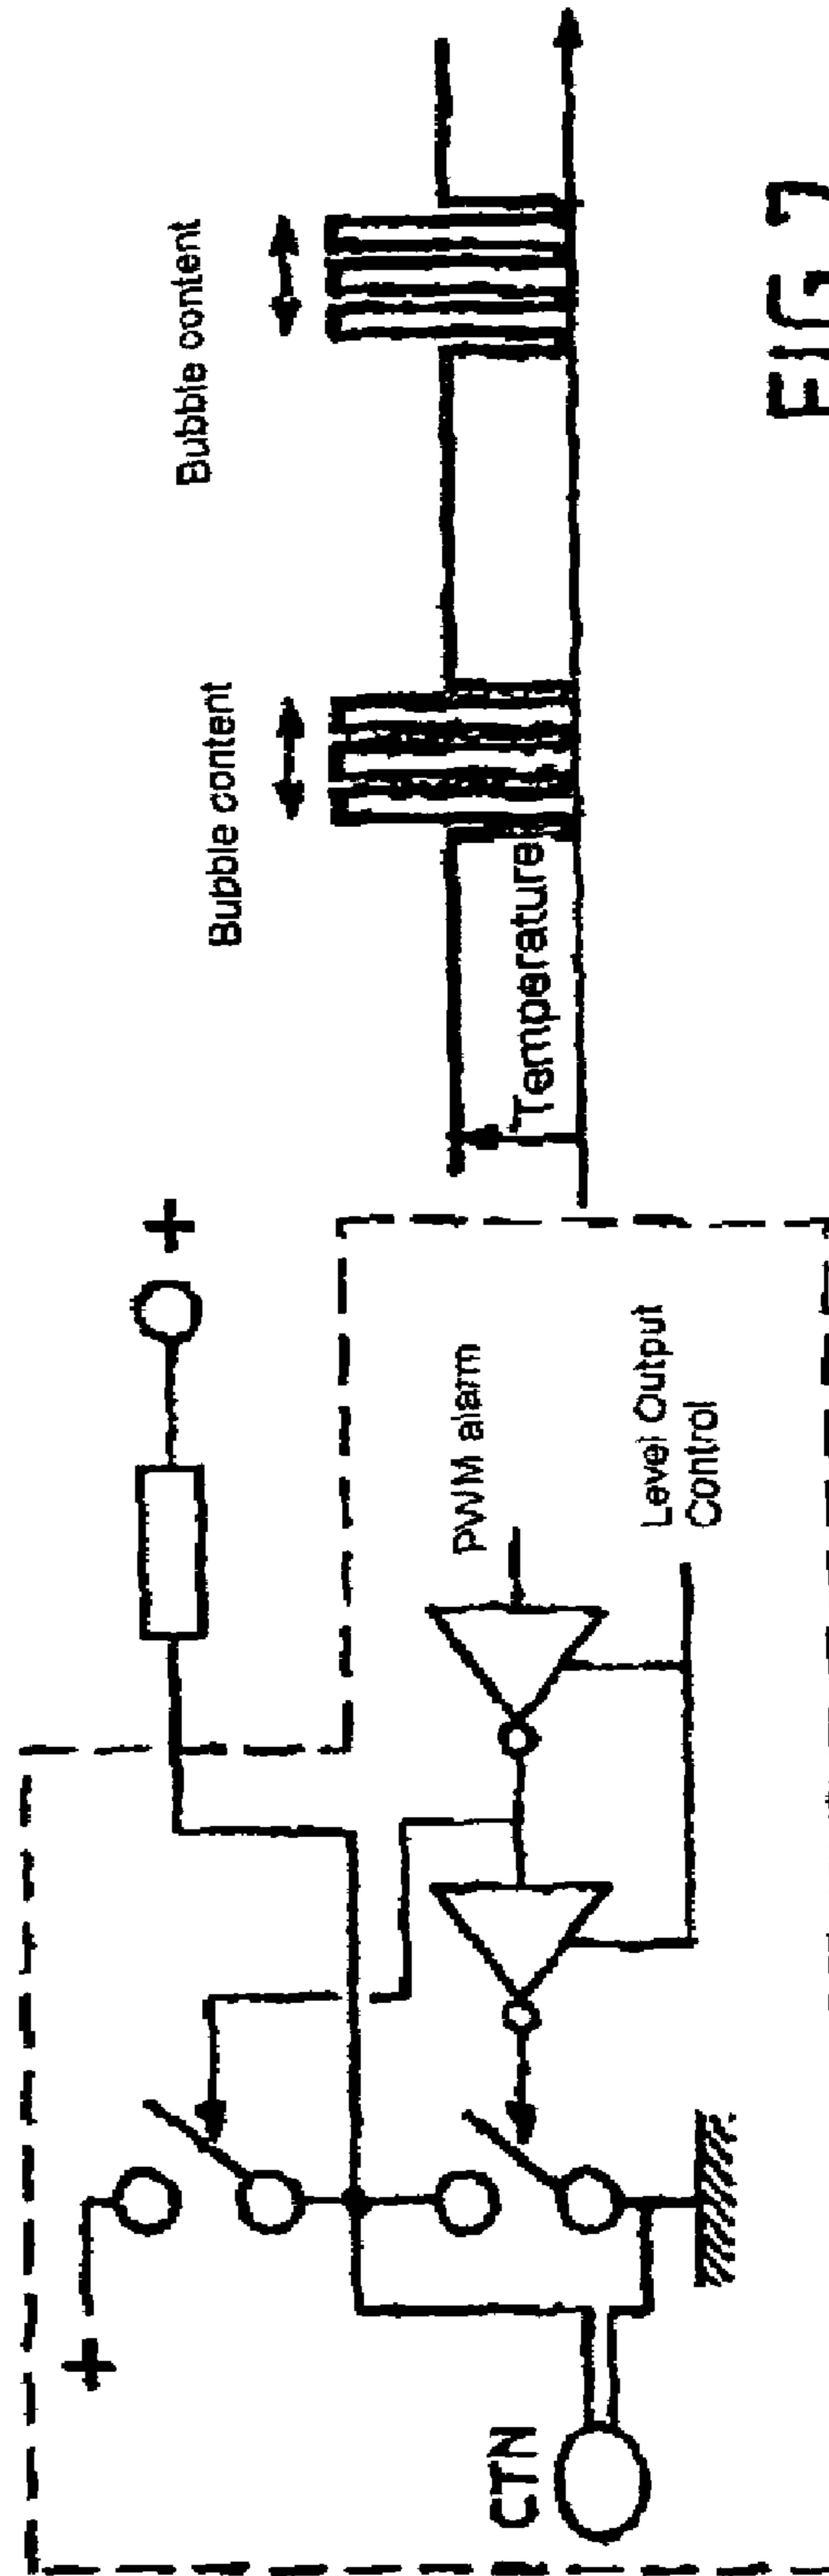 CTN
+
+
PWM alarm
Level Output
Control
Temperature
Bubble content
Bubble content
FIG.7